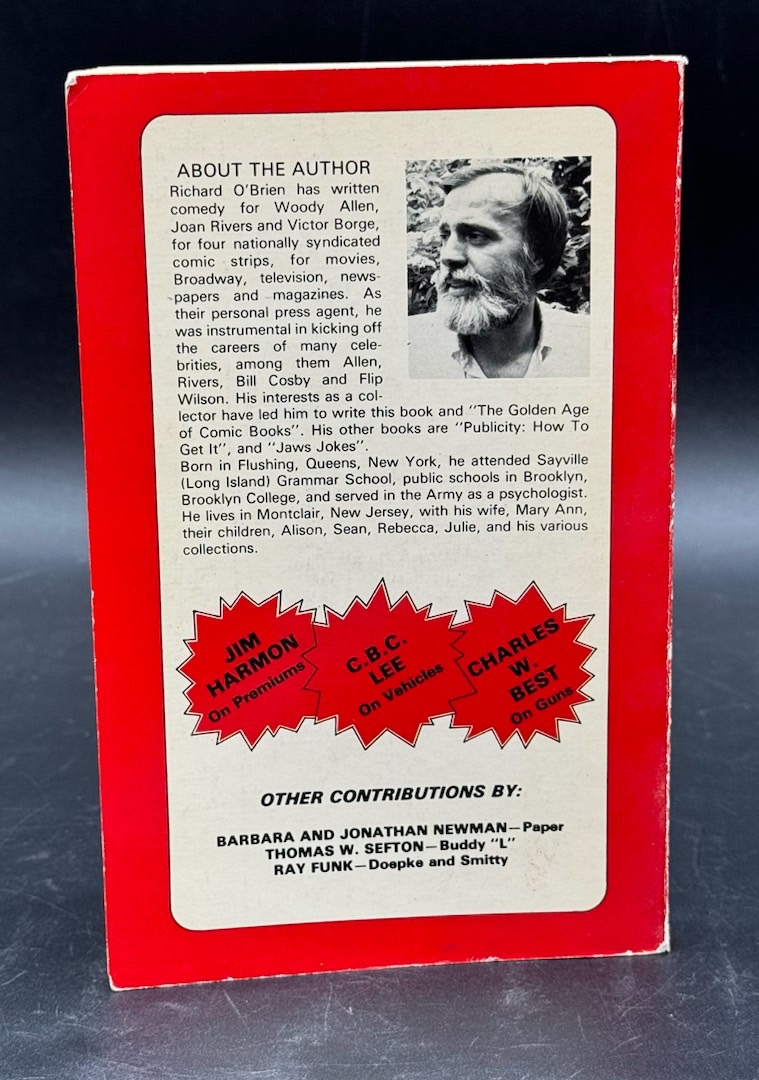 ABOUT THE AUTHOR
Richard O'Brien has written
comedy for Woody Allen,
Joan Rivers and Victor Borge,
for four nationally syndicated
comic strips, for movies,
Broadway, television, news-
papers and magazines. As
their personal press agent, he
was instrumental in kicking off
the careers of many cele-
brities, among them Allen,
Rivers, Bill Cosby and Flip
Wilson. His interests as a col-
lector have led him to write this book and "The Golden Age
of Comic Books". His other books are "Publicity: How To
Get It", and "Jaws Jokes".
Born in Flushing, Queens, New York, he attended Sayville
(Long Island) Grammar School, public schools in Brooklyn,
Brooklyn College, and served in the Army as a psychologist.
He lives in Montclair, New Jersey, with his wife, Mary Ann,
their children, Alison, Sean, Rebecca, Julie, and his various
collections.
JIM
HARMON
On Premiums
C.B.C.
LEE
On Vehicles
CHARLES
W.
BEST
On Guns
OTHER CONTRIBUTIONS BY:
BARBARA AND JONATHAN NEWMAN—Paper
THOMAS W. SEFTON—Buddy "L"
RAY FUNK—Doepke and Smitty